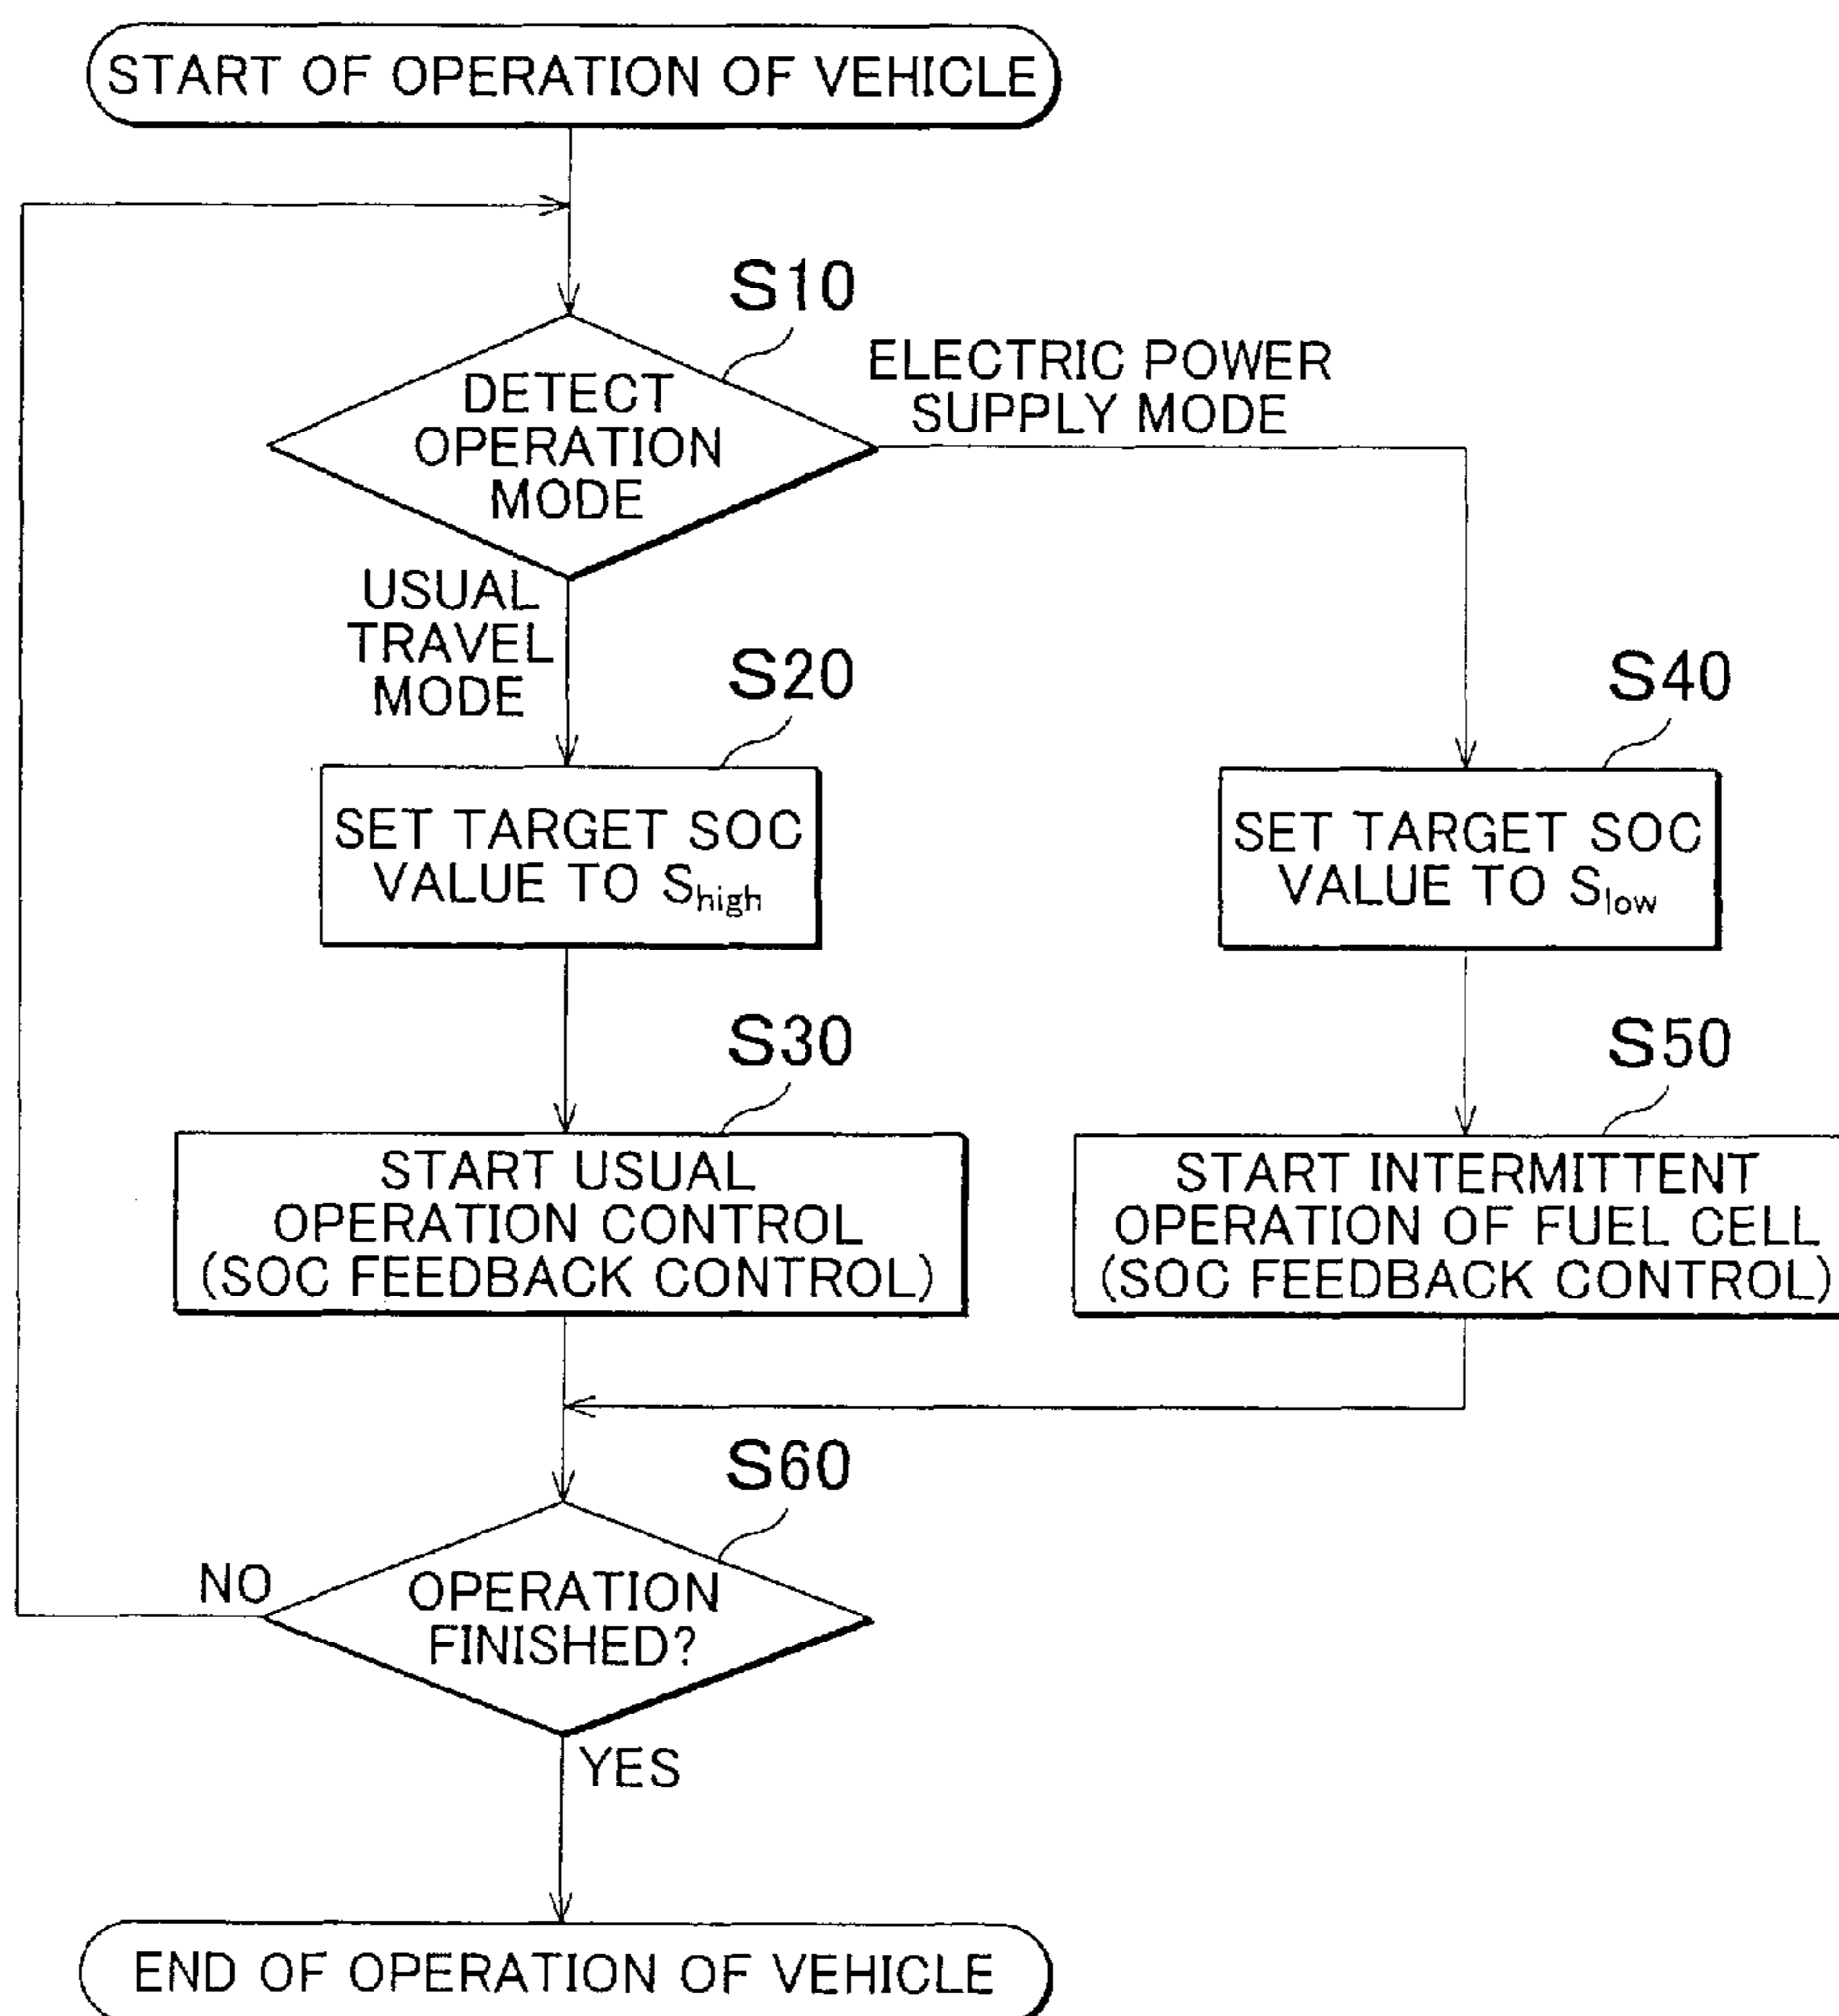 START OF OPERATION OF VEHICLE
S10
DETECT
OPERATION
MODE
ELECTRIC POWER
SUPPLY MODE
USUAL
TRAVEL
MODE
S20
SET TARGET SOC
VALUE TO Shigh
S40
SET TARGET SOC
VALUE TO Slow
S30
START USUAL
OPERATION CONTROL
(SOC FEEDBACK CONTROL)
S50
START INTERMITTENT
OPERATION OF FUEL CELL
(SOC FEEDBACK CONTROL)
S60
OPERATION
FINISHED?
NO
YES
END OF OPERATION OF VEHICLE